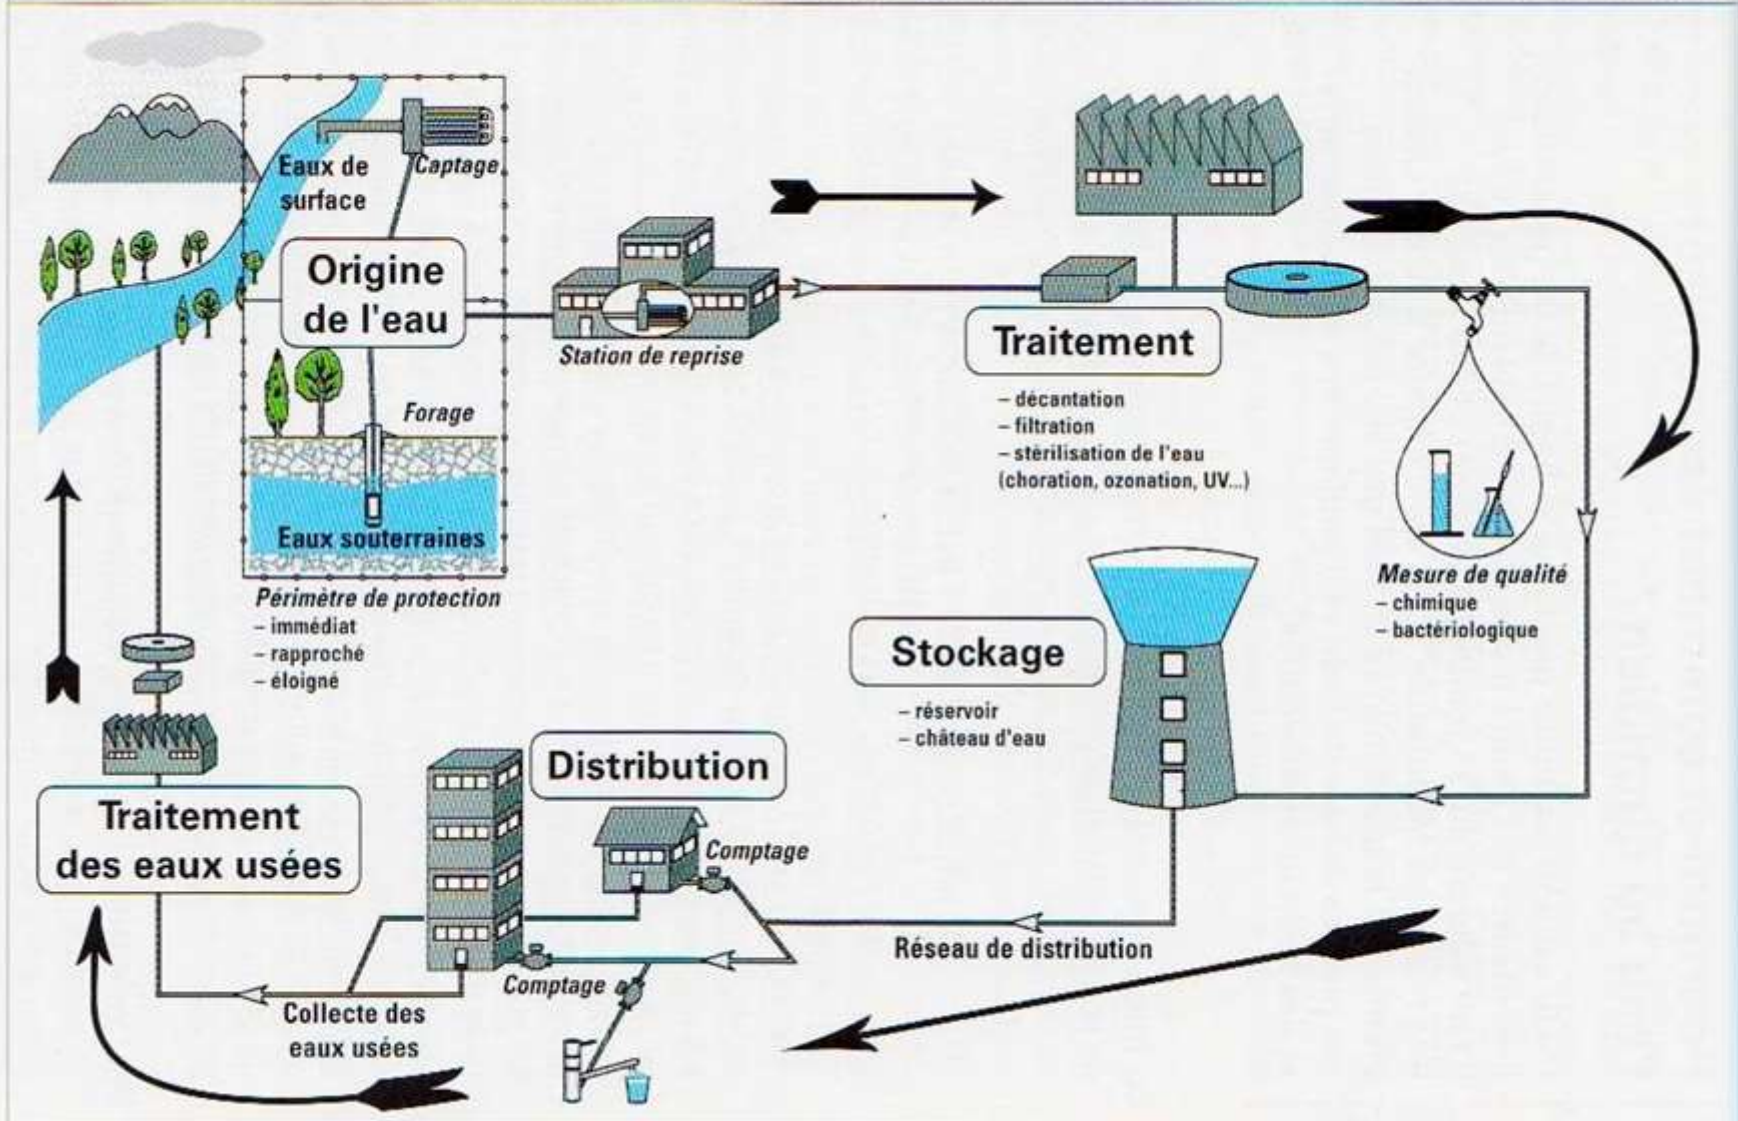 Eaux de
surface
Captage
Origine
de l'eau
Station de reprise
Forage
Eaux souterraines
Périmètre de protection
– immédiat
– rapproché
– éloigné
Traitement
– décantation
– filtration
– stérilisation de l'eau
(choration, ozonation, UV...)
Mesure de qualité
– chimique
– bactériologique
Stockage
– réservoir
– château d'eau
Distribution
Comptage
Réseau de distribution
Comptage
Collecte des
eaux usées
Traitement
des eaux usées